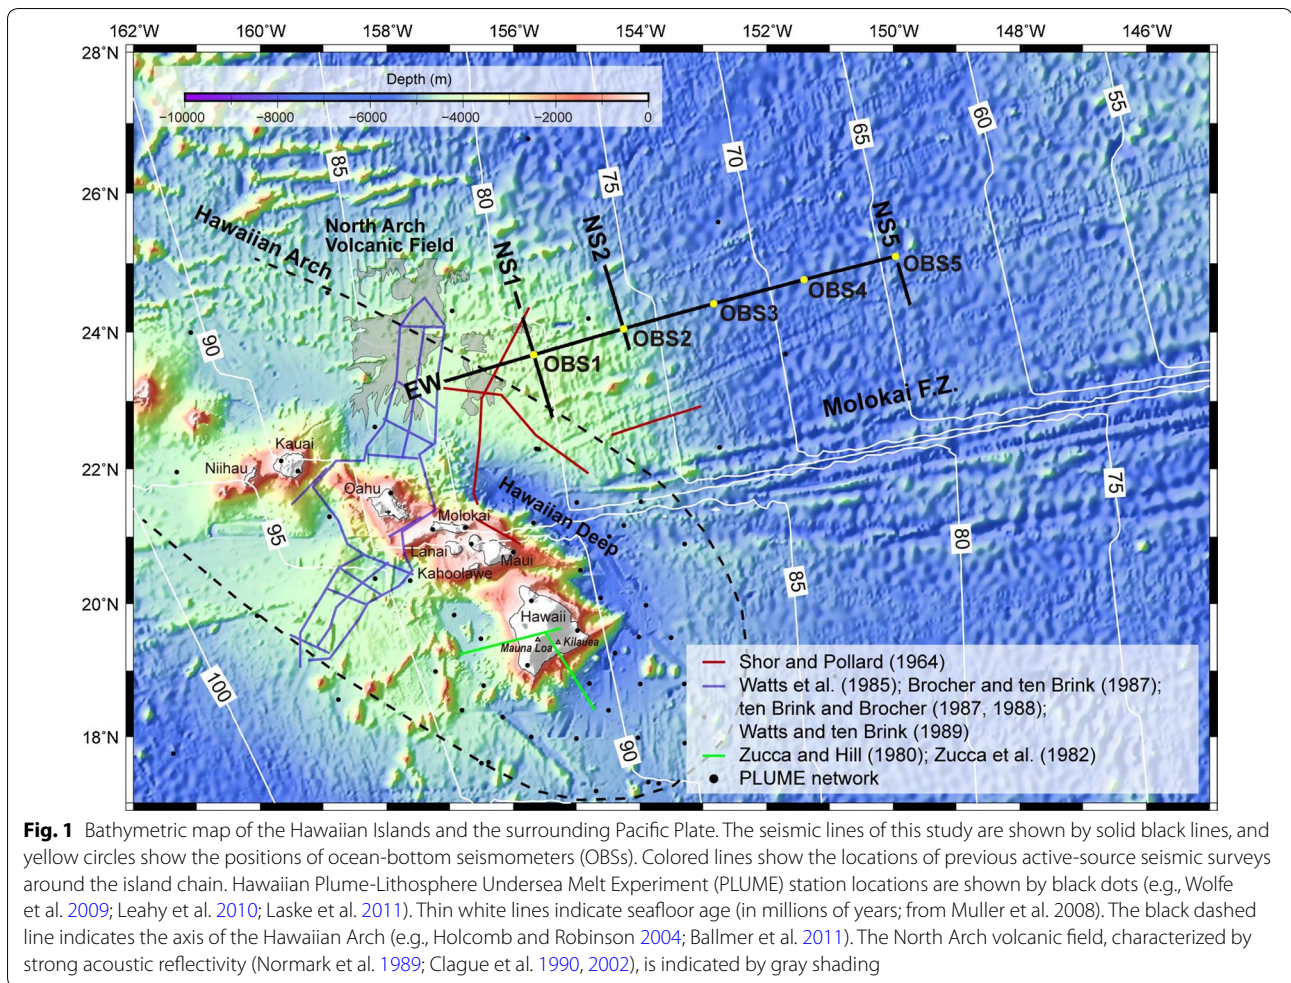 162°W 160°W 158°W 156°W 154°W 152°W 150°W 148°W 146°W
28°N
Depth (m)
−10000 −8000 −6000 −4000 −2000 0
55
60
65
70
85
75
80
26°N
Hawaiian Arch
North Arch
Volcanic Field
NS1
NS2
NS5
OBS5
OBS4
OBS3
24°N
OBS2
90
OBS1
EW
Molokai F.Z.
Kauai
22°N
Niihau
Oahu
Hawaiian Deep
75
Molokai
95
80
Lanai
Maui
Kahoolawe
85
20°N
Hawaii
Mauna Loa
Kilauea
100
Shor and Pollard (1964)
Watts et al. (1985); Brocher and ten Brink (1987);
ten Brink and Brocher (1987, 1988);
Watts and ten Brink (1989)
18°N
90
Zucca and Hill (1980); Zucca et al. (1982)
PLUME network
Fig. 1 Bathymetric map of the Hawaiian Islands and the surrounding Pacific Plate. The seismic lines of this study are shown by solid black lines, and
yellow circles show the positions of ocean-bottom seismometers (OBSs). Colored lines show the locations of previous active-source seismic surveys
around the island chain. Hawaiian Plume-Lithosphere Undersea Melt Experiment (PLUME) station locations are shown by black dots (e.g., Wolfe
et al. 2009; Leahy et al. 2010; Laske et al. 2011). Thin white lines indicate seafloor age (in millions of years; from Muller et al. 2008). The black dashed
line indicates the axis of the Hawaiian Arch (e.g., Holcomb and Robinson 2004; Ballmer et al. 2011). The North Arch volcanic field, characterized by
strong acoustic reflectivity (Normark et al. 1989; Clague et al. 1990, 2002), is indicated by gray shading